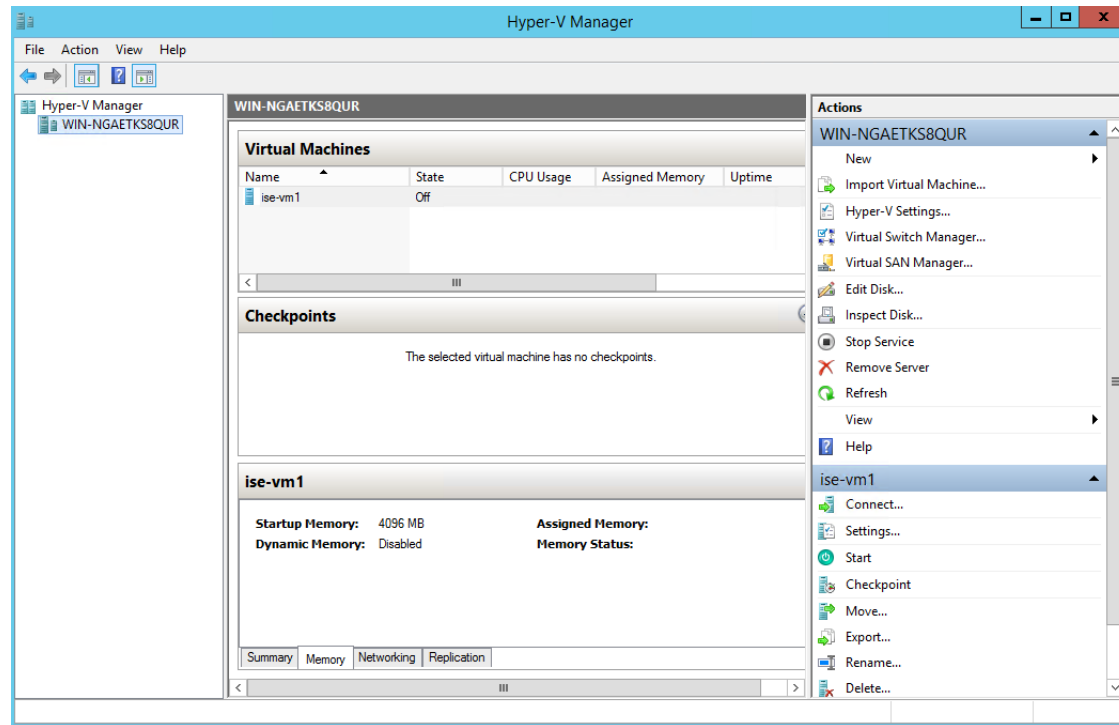 Hyper-V Manager
File Action View Help
Hyper-V Manager
WIN-NGAETKS8QUR
WIN-NGAETKS8QUR
Virtual Machines
Name State CPU Usage Assigned Memory Uptime
ise-vm1 Off
Checkpoints
The selected virtual machine has no checkpoints.
ise-vm1
Startup Memory: 4096 MB Assigned Memory:
Dynamic Memory: Disabled Memory Status:
Summary Memory Networking Replication
Actions
WIN-NGAETKS8QUR
New
Import Virtual Machine...
Hyper-V Settings...
Virtual Switch Manager...
Virtual SAN Manager...
Edit Disk...
Inspect Disk...
Stop Service
Remove Server
Refresh
View
Help
ise-vm1
Connect...
Settings...
Start
Checkpoint
Move...
Export...
Rename...
Delete...